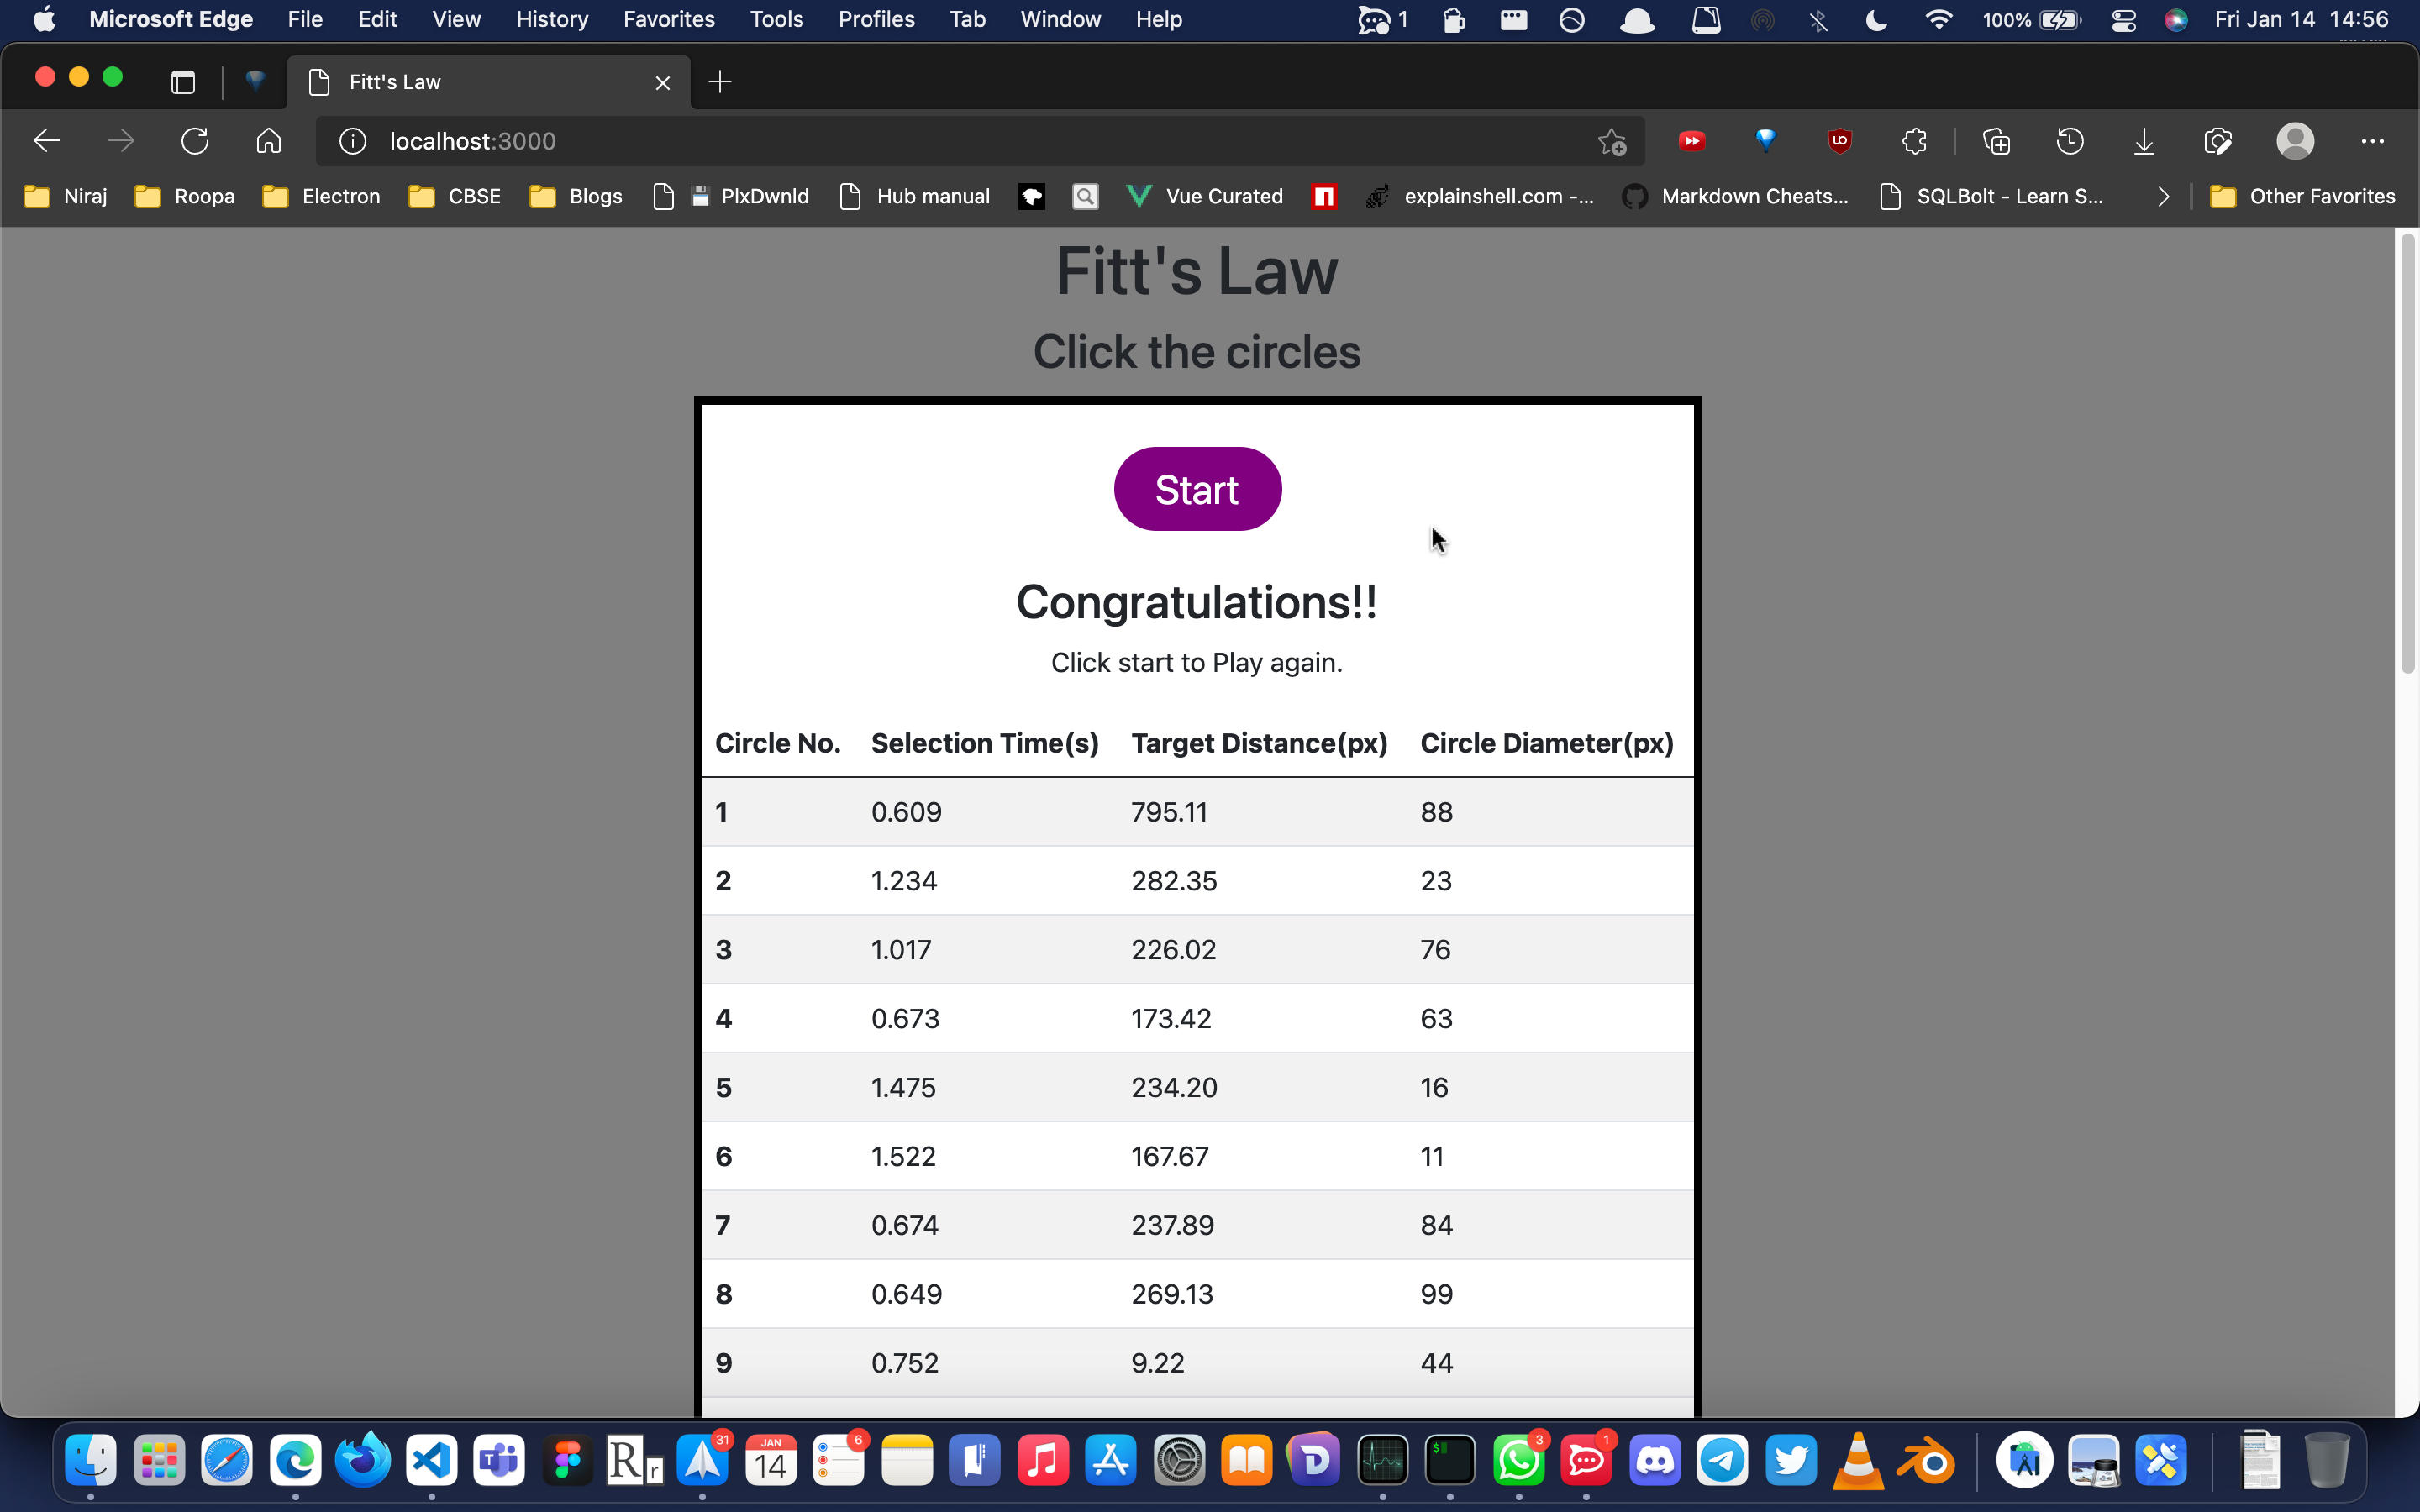 Microsoft Edge File Edit View History Favorites Tools Profiles Tab Window Help 1 100% Fri Jan 14 14:56
Fitt's Law
localhost:3000
Niraj Roopa Electron CBSE Blogs PlxDwnld Hub manual Vue Curated explainshell.com -... Markdown Cheats... SQLBolt - Learn S... Other Favorites
Fitt's Law
Click the circles
Start
Congratulations!!
Click start to Play again.
Circle No. Selection Time(s) Target Distance(px) Circle Diameter(px)
1 0.609 795.11 88
2 1.234 282.35 23
3 1.017 226.02 76
4 0.673 173.42 63
5 1.475 234.20 16
6 1.522 167.67 11
7 0.674 237.89 84
8 0.649 269.13 99
9 0.752 9.22 44
31 JAN 14 6 3 1